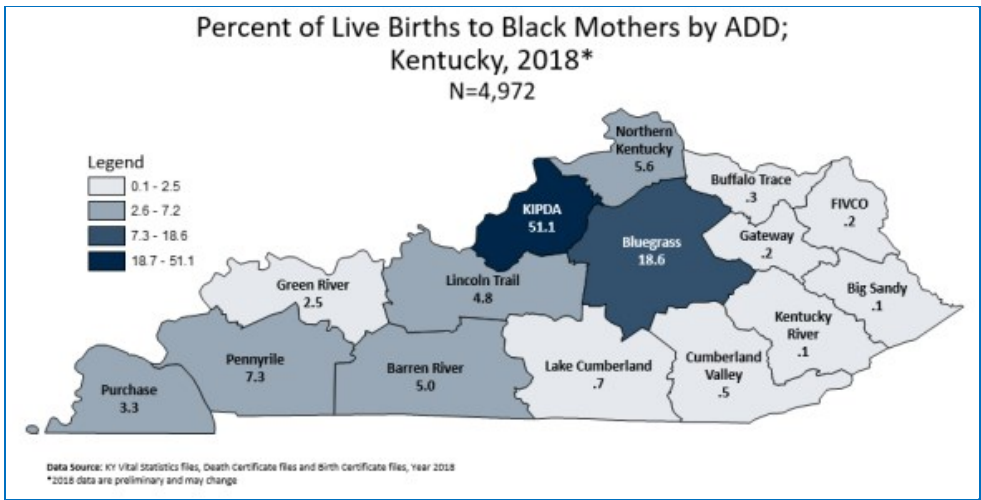 Percent of Live Births to Black Mothers by ADD;
Kentucky, 2018*
N=4,972
Legend
0.1 - 2.5
2.6 - 7.2
7.3 - 18.6
18.7 - 51.1
Northern
Kentucky
5.6
Buffalo Trace
.3
FIVCO
.2
KIPDA
51.1
Bluegrass
18.6
Gateway
.2
Green River
2.5
Lincoln Trail
4.8
Big Sandy
.1
Kentucky
River
.1
Pennyrile
7.3
Barren River
5.0
Lake Cumberland
.7
Cumberland
Valley
.5
Purchase
3.3
Data Source: KY Vital Statistics files, Death Certificate files and Birth Certificate files, Year 2018
*2018 data are preliminary and may change